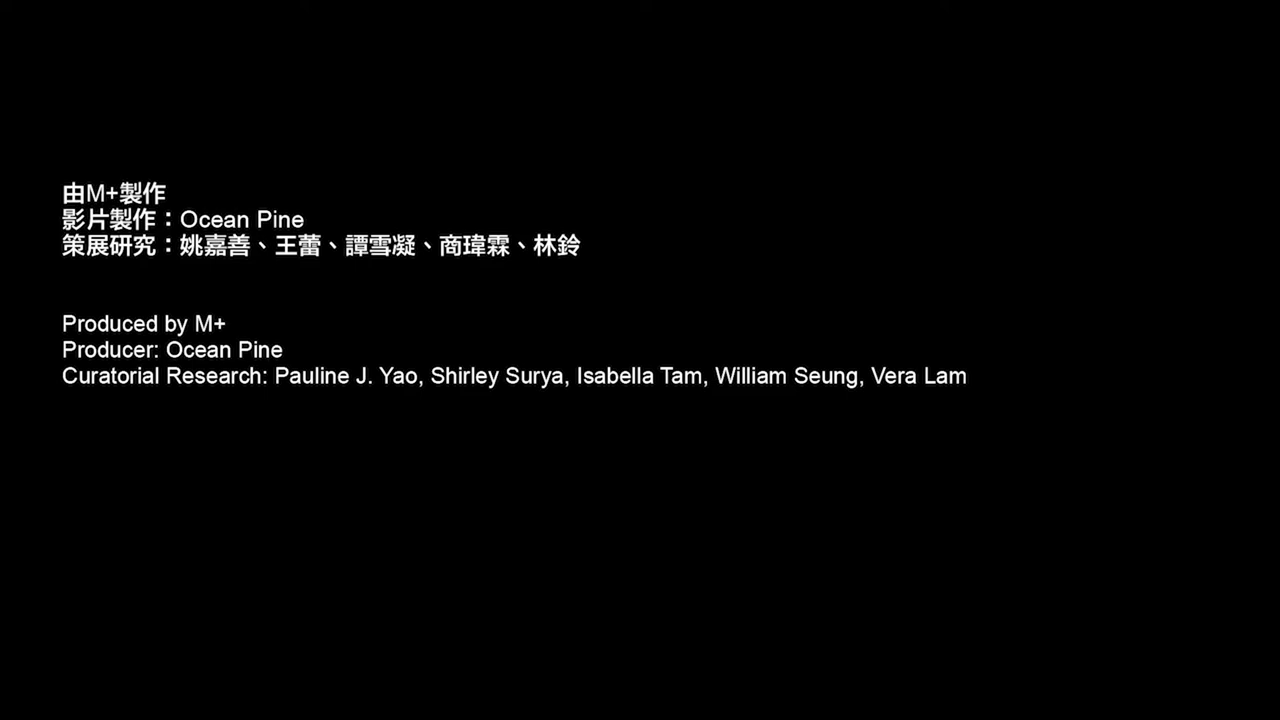 由M+製作
影片製作：Ocean Pine
策展研究：姚嘉善、王蕾、譚雪凝、商瑋霖、林鈴
Produced by M+
Producer: Ocean Pine
Curatorial Research: Pauline J. Yao, Shirley Surya, Isabella Tam, William Seung, Vera Lam